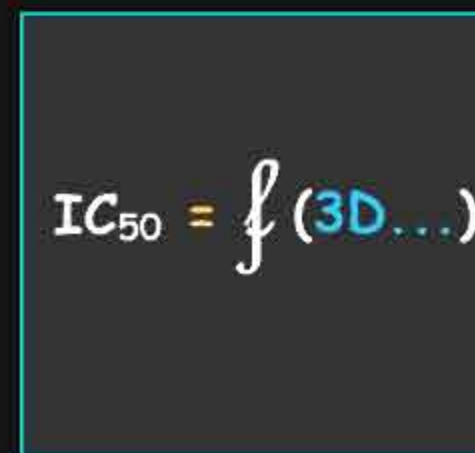 IC₅₀ = f (3D...)